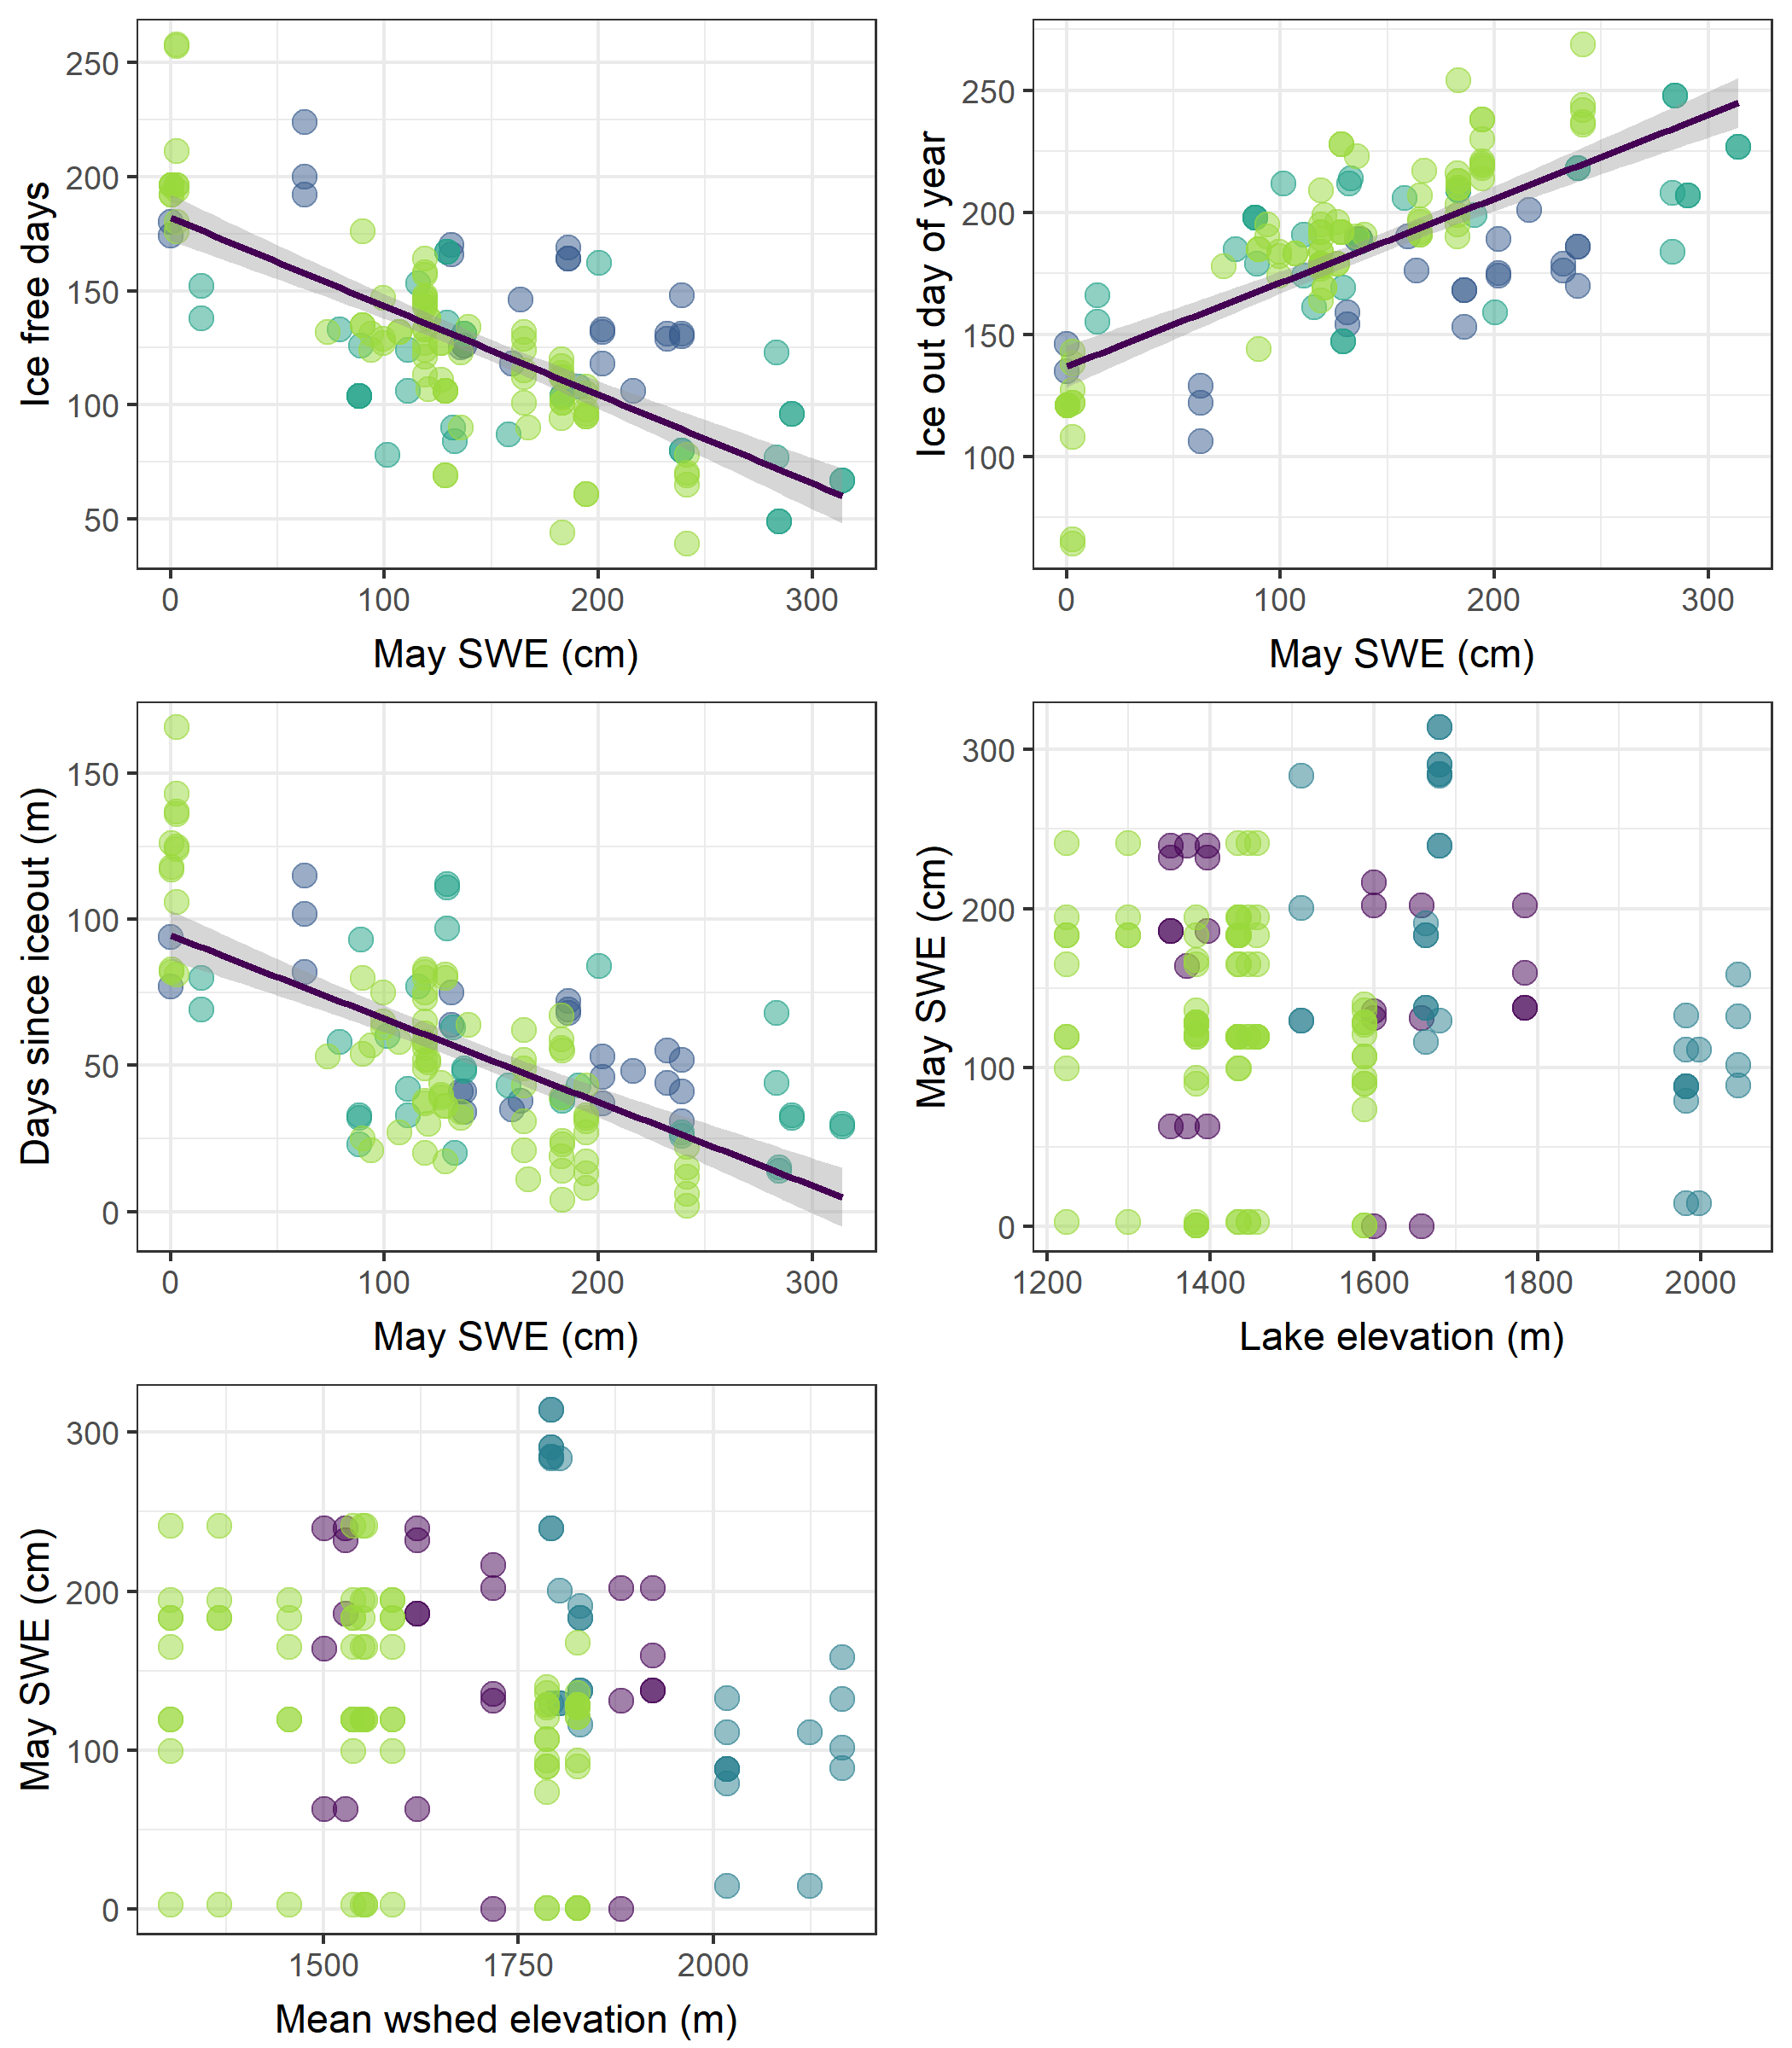 250
200
150
100
50
Ice free days
0 100 200 300
May SWE (cm)
250
200
150
100
Ice out day of year
0 100 200 300
May SWE (cm)
150
100
50
0
Days since iceout (m)
0 100 200 300
May SWE (cm)
300
200
100
0
May SWE (cm)
1200 1400 1600 1800 2000
Lake elevation (m)
300
200
100
0
May SWE (cm)
1500 1750 2000
Mean wshed elevation (m)